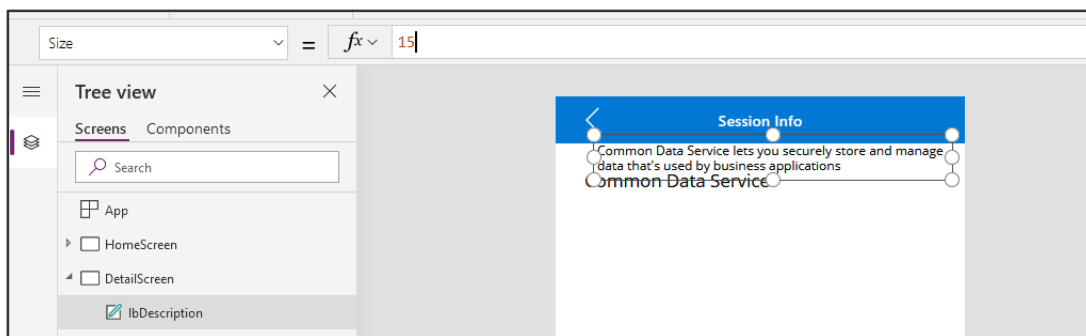 Size
=
fx
15
Tree view
Screens
Components
Search
App
HomeScreen
DetailScreen
lbDescription
Session Info
Common Data Service lets you securely store and manage
data that's used by business applications
Common Data Service